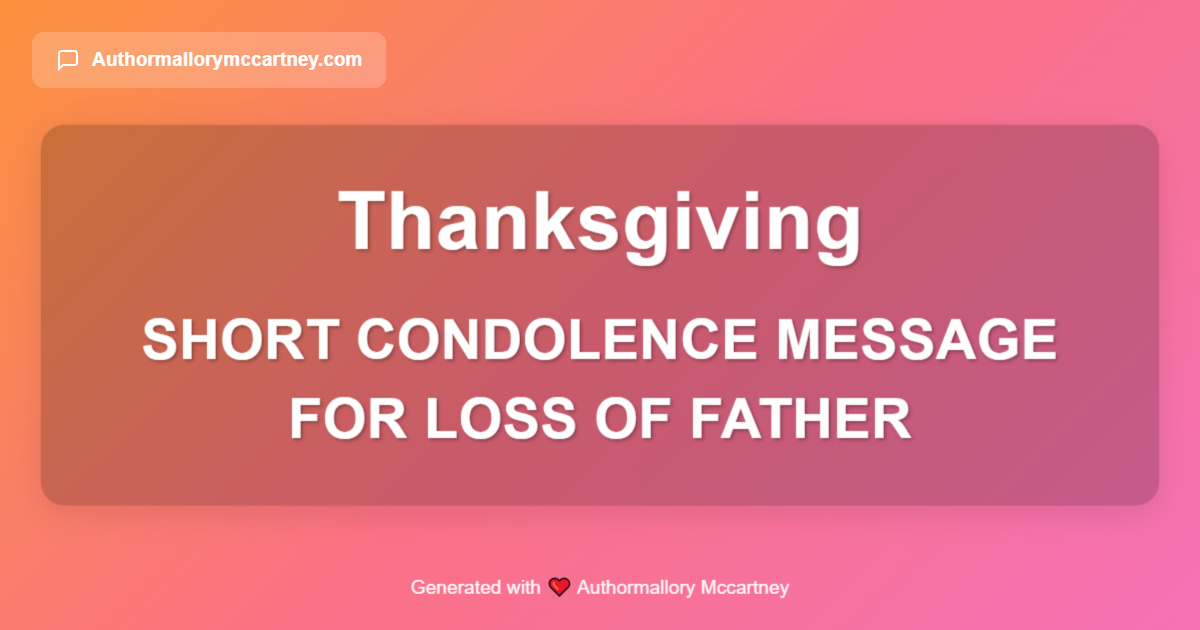 Authormallorymccartney.com
Thanksgiving
SHORT CONDOLENCE MESSAGE
FOR LOSS OF FATHER
Generated with ❤️ Authormallory Mccartney